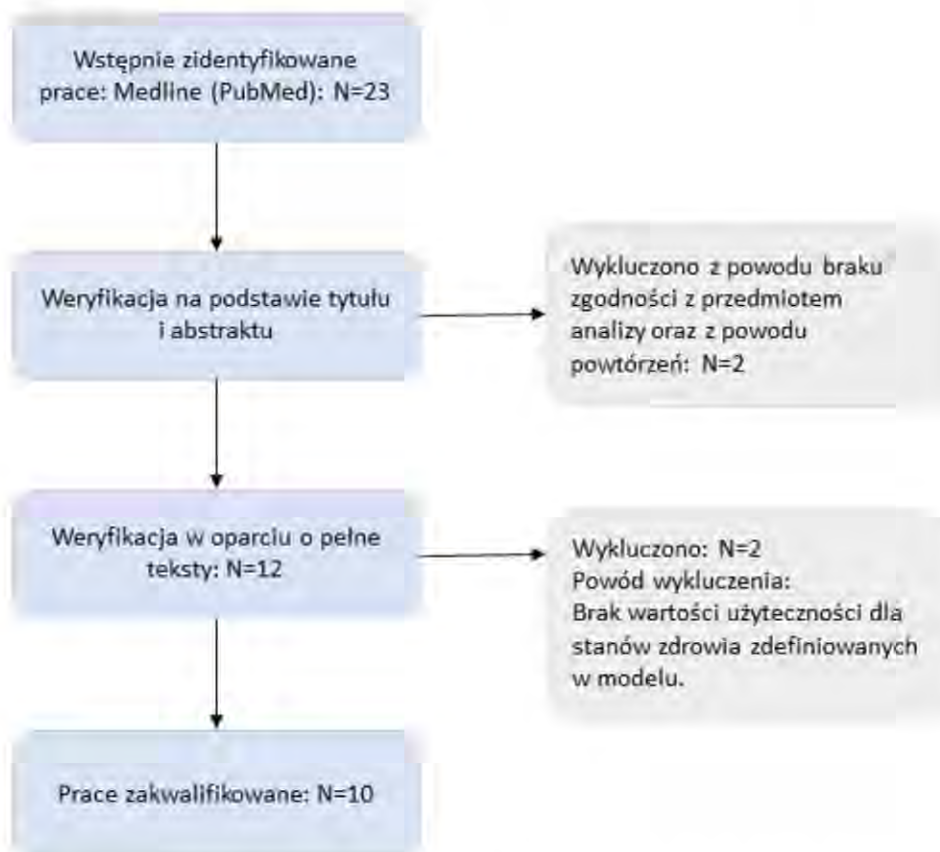 Wstępnie zidentyfikowane
prace: Medline (PubMed): N=23
Weryfikacja na podstawie tytułu
i abstraktu
Wykluczono z powodu braku
zgodności z przedmiotem
analizy oraz z powodu
powtórzeń: N=2
Weryfikacja w oparciu o pełne
teksty: N=12
Wykluczono: N=2
Powód wykluczenia:
Brak wartości użyteczności dla
stanów zdrowia zdefiniowanych
w modelu.
Prace zakwalifikowane: N=10